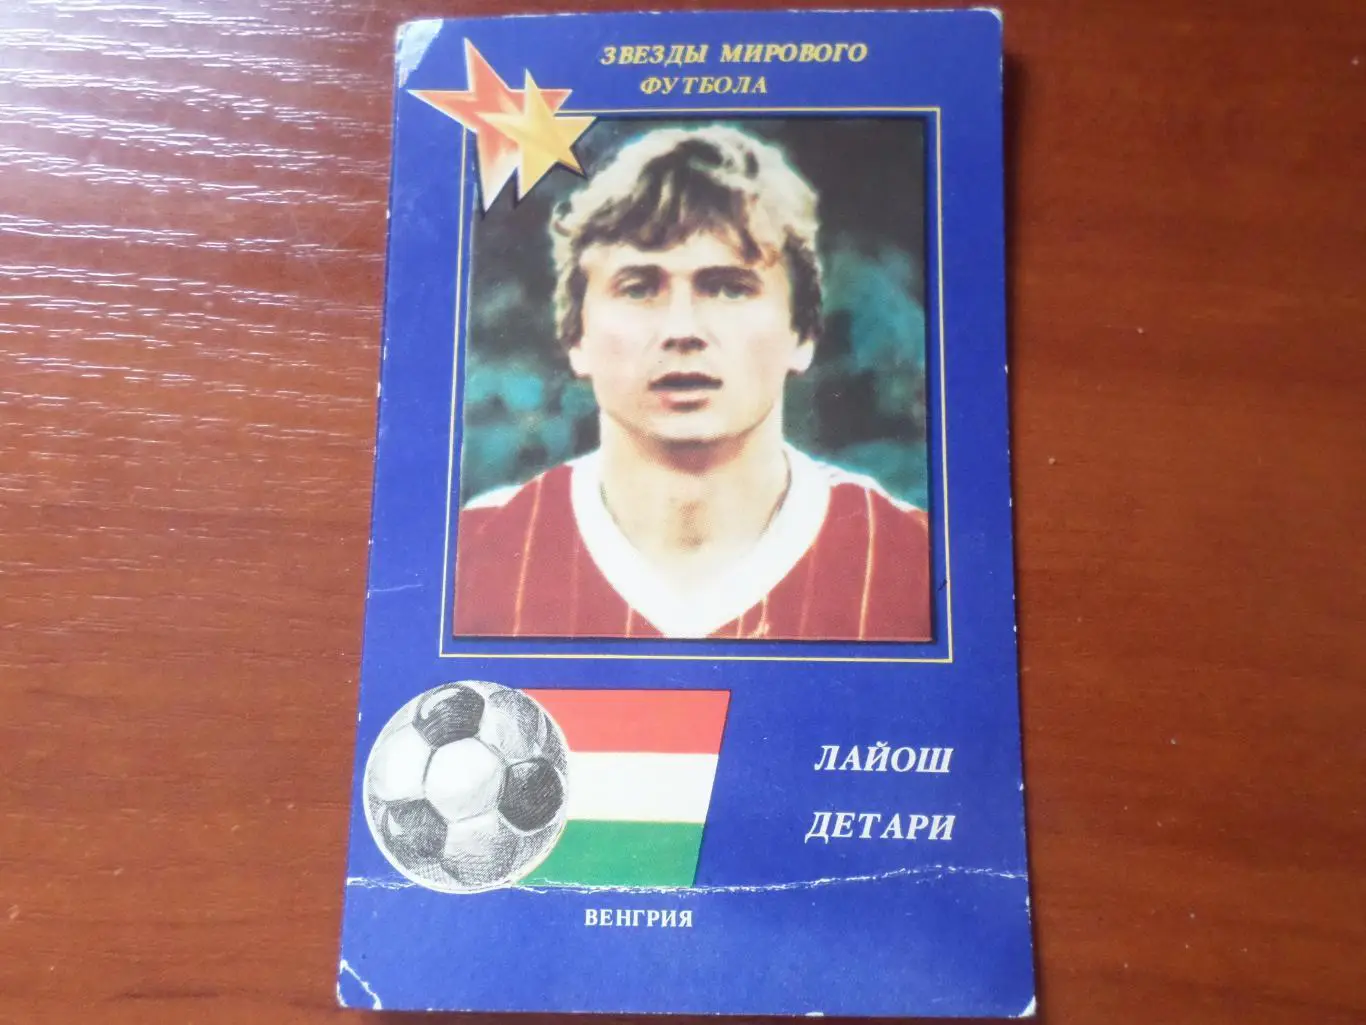 ЗВЕЗДЫ МИРОВОГО
ФУТБОЛА
ЛАЙОШ
ДЕТАРИ
ВЕНГРИЯ